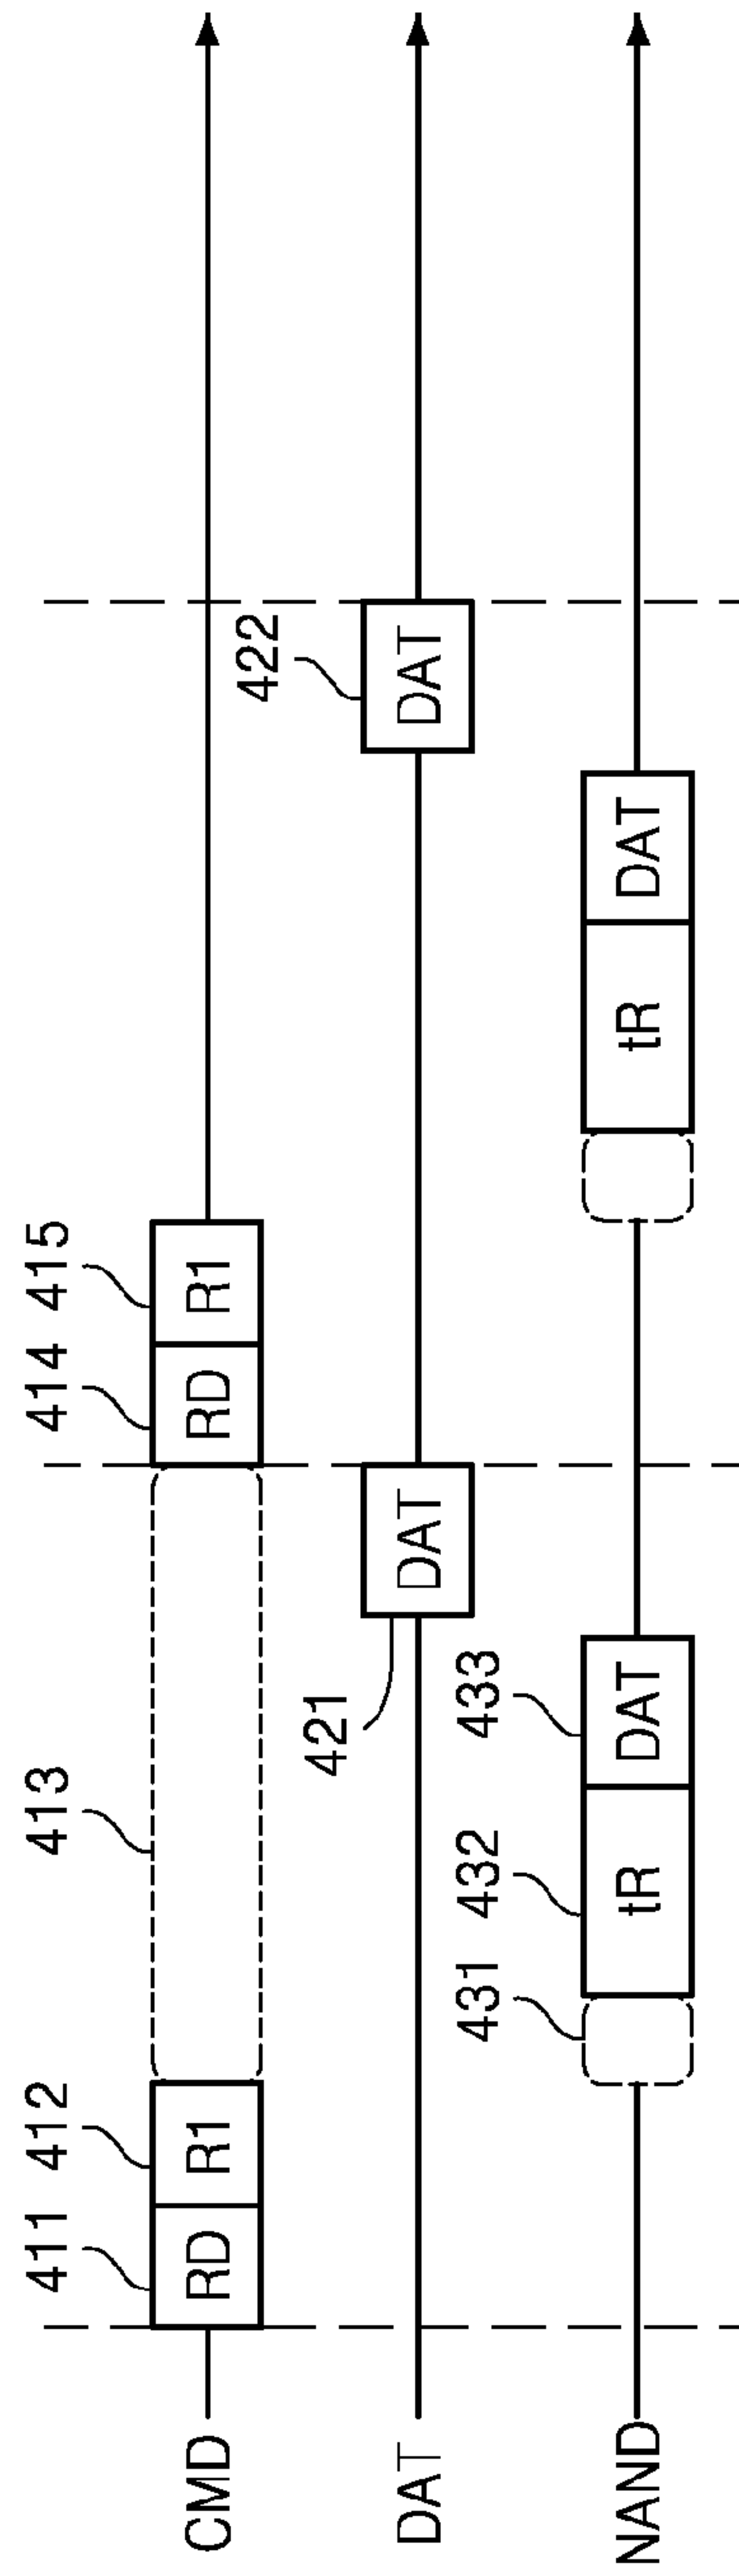 411 412 413 414 415
CMD RD R1 RD R1
421 422
DAT DAT DAT
431 432 433
NAND tR DAT tR DAT